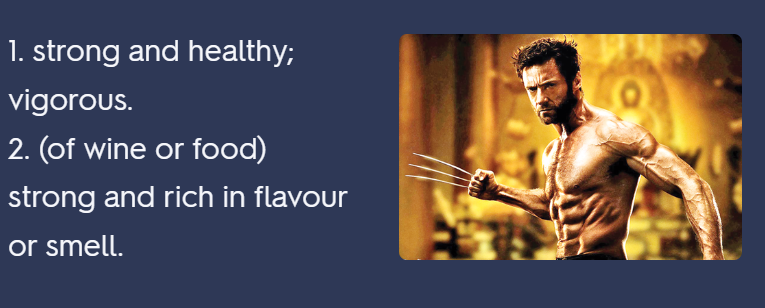 1. strong and healthy;
vigorous.
2. (of wine or food)
strong and rich in flavour
or smell.